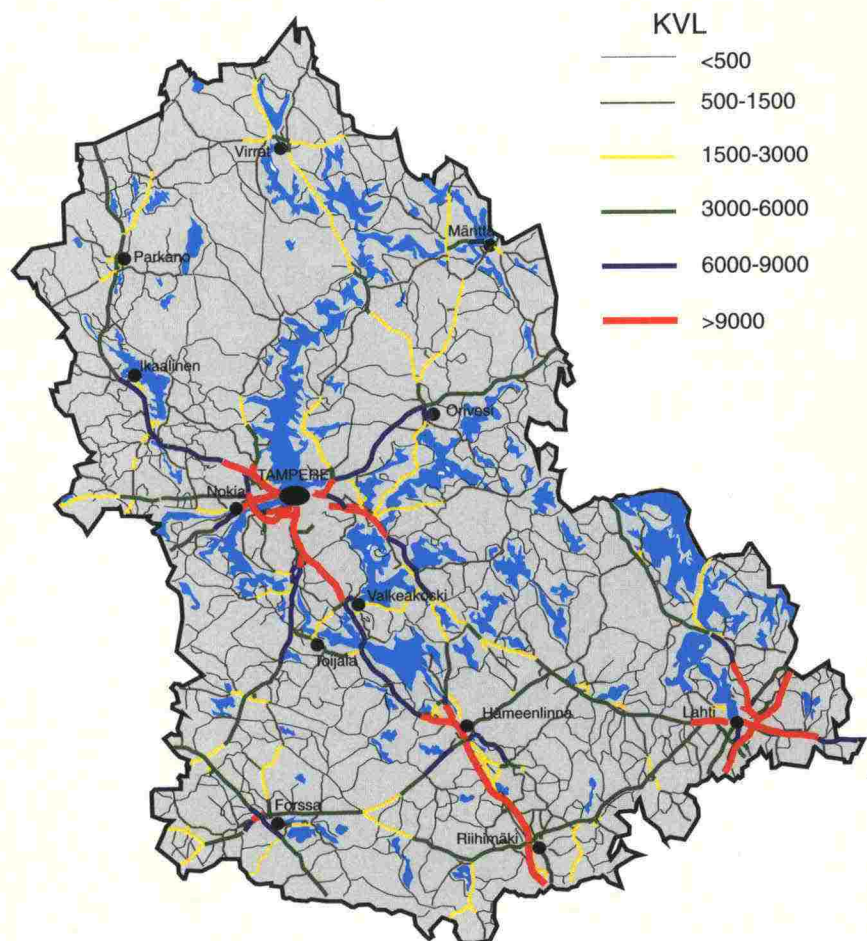 KVL
<500
500-1500
1500-3000
3000-6000
6000-9000
>9000
Virrat
Mänttä
Parkano
Ikaalinen
Orivesi
TAMPERE
Nokia
Valkeakoski
Toijala
Hämeenlinna
Lahti
Forssa
Riihimäki